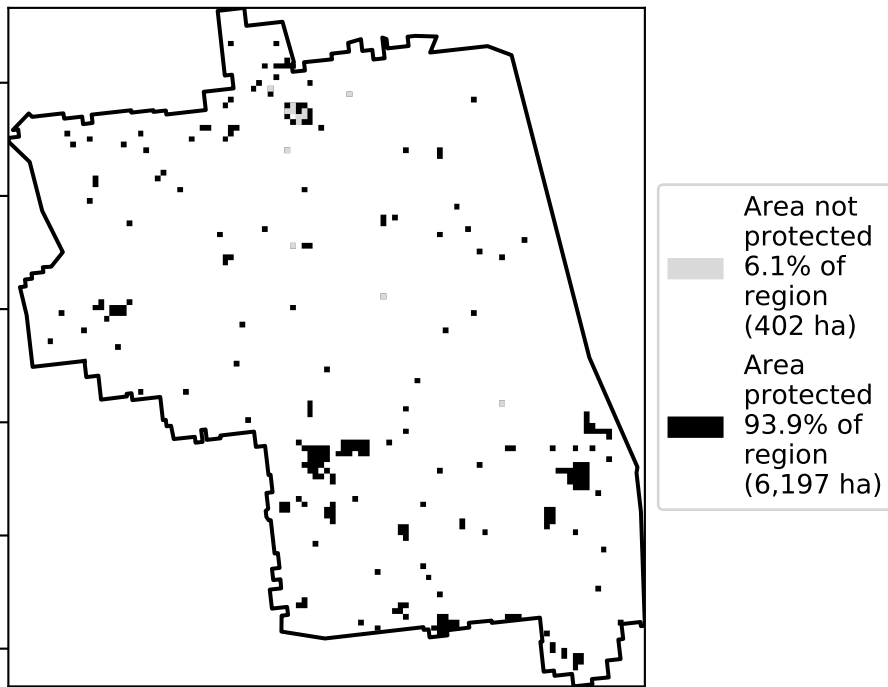 Area not
protected
6.1% of
region
(402 ha)
Area
protected
93.9% of
region
(6,197 ha)